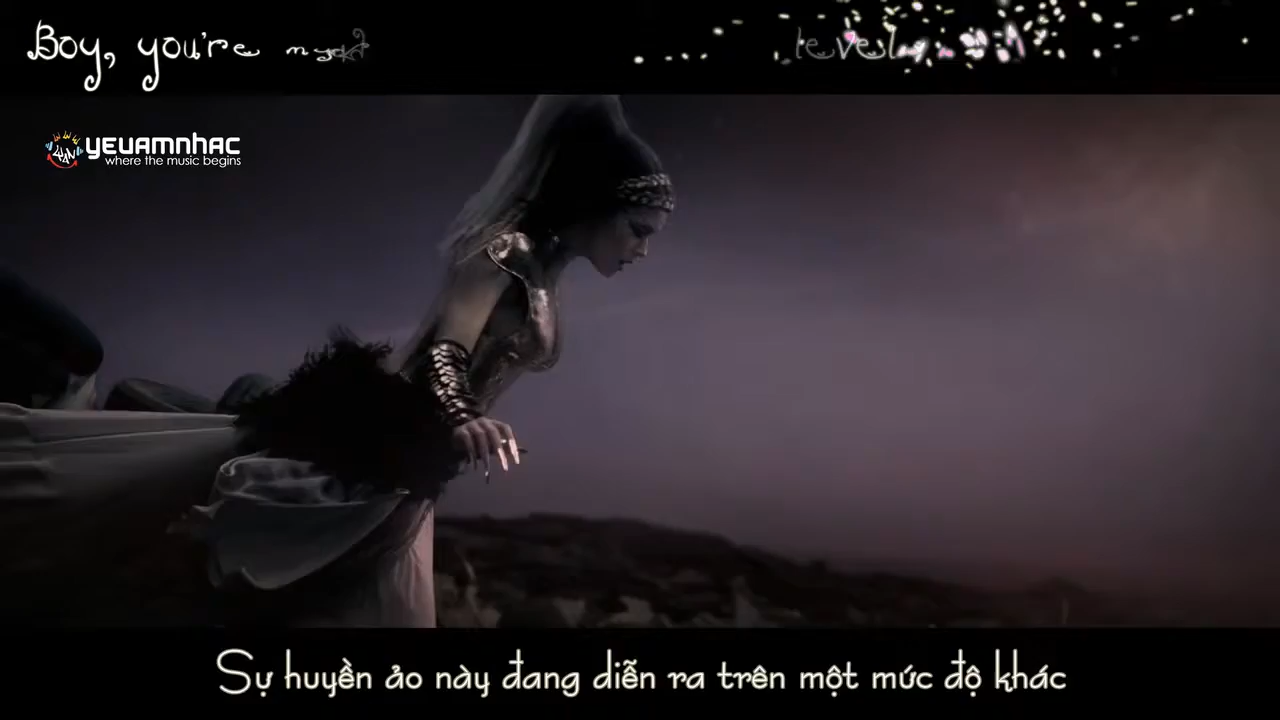 Boy, you're
YEUAMNHAC
where the music begins
Sự huyền ảo này đang diễn ra trên một mức độ khác